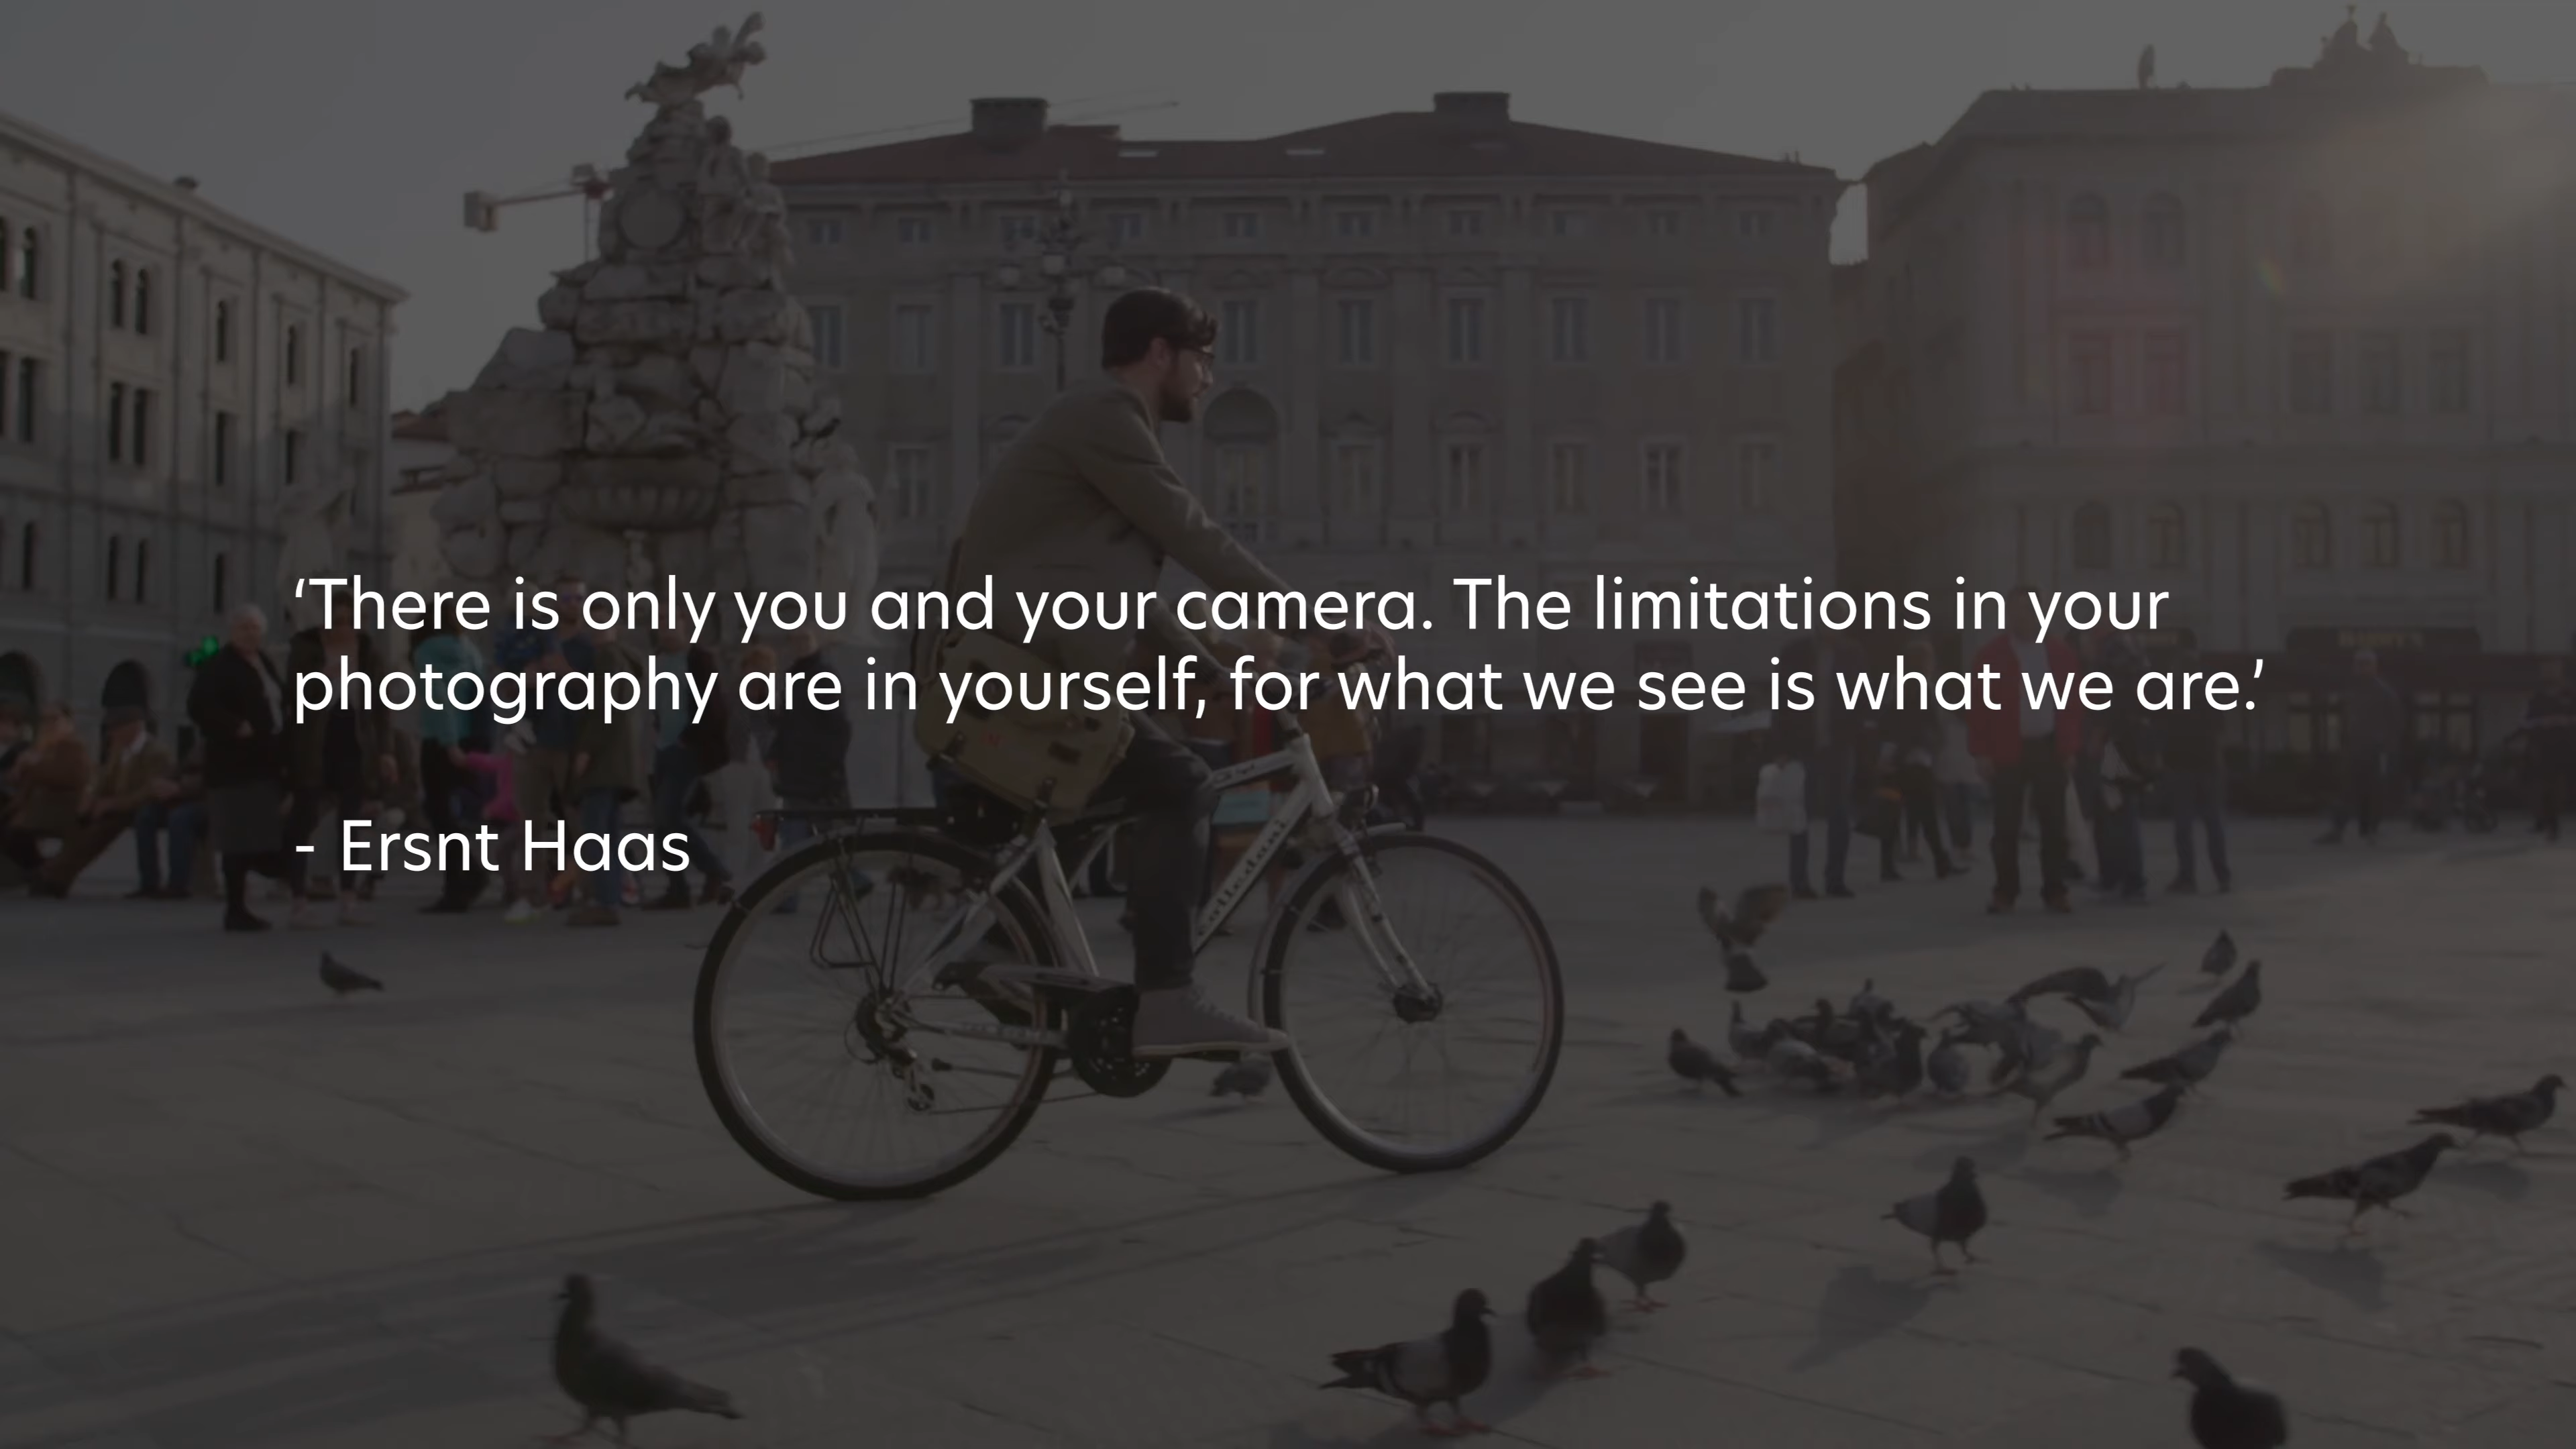 ‘There is only you and your camera. The limitations in your
photography are in yourself, for what we see is what we are.’
- Ersnt Haas